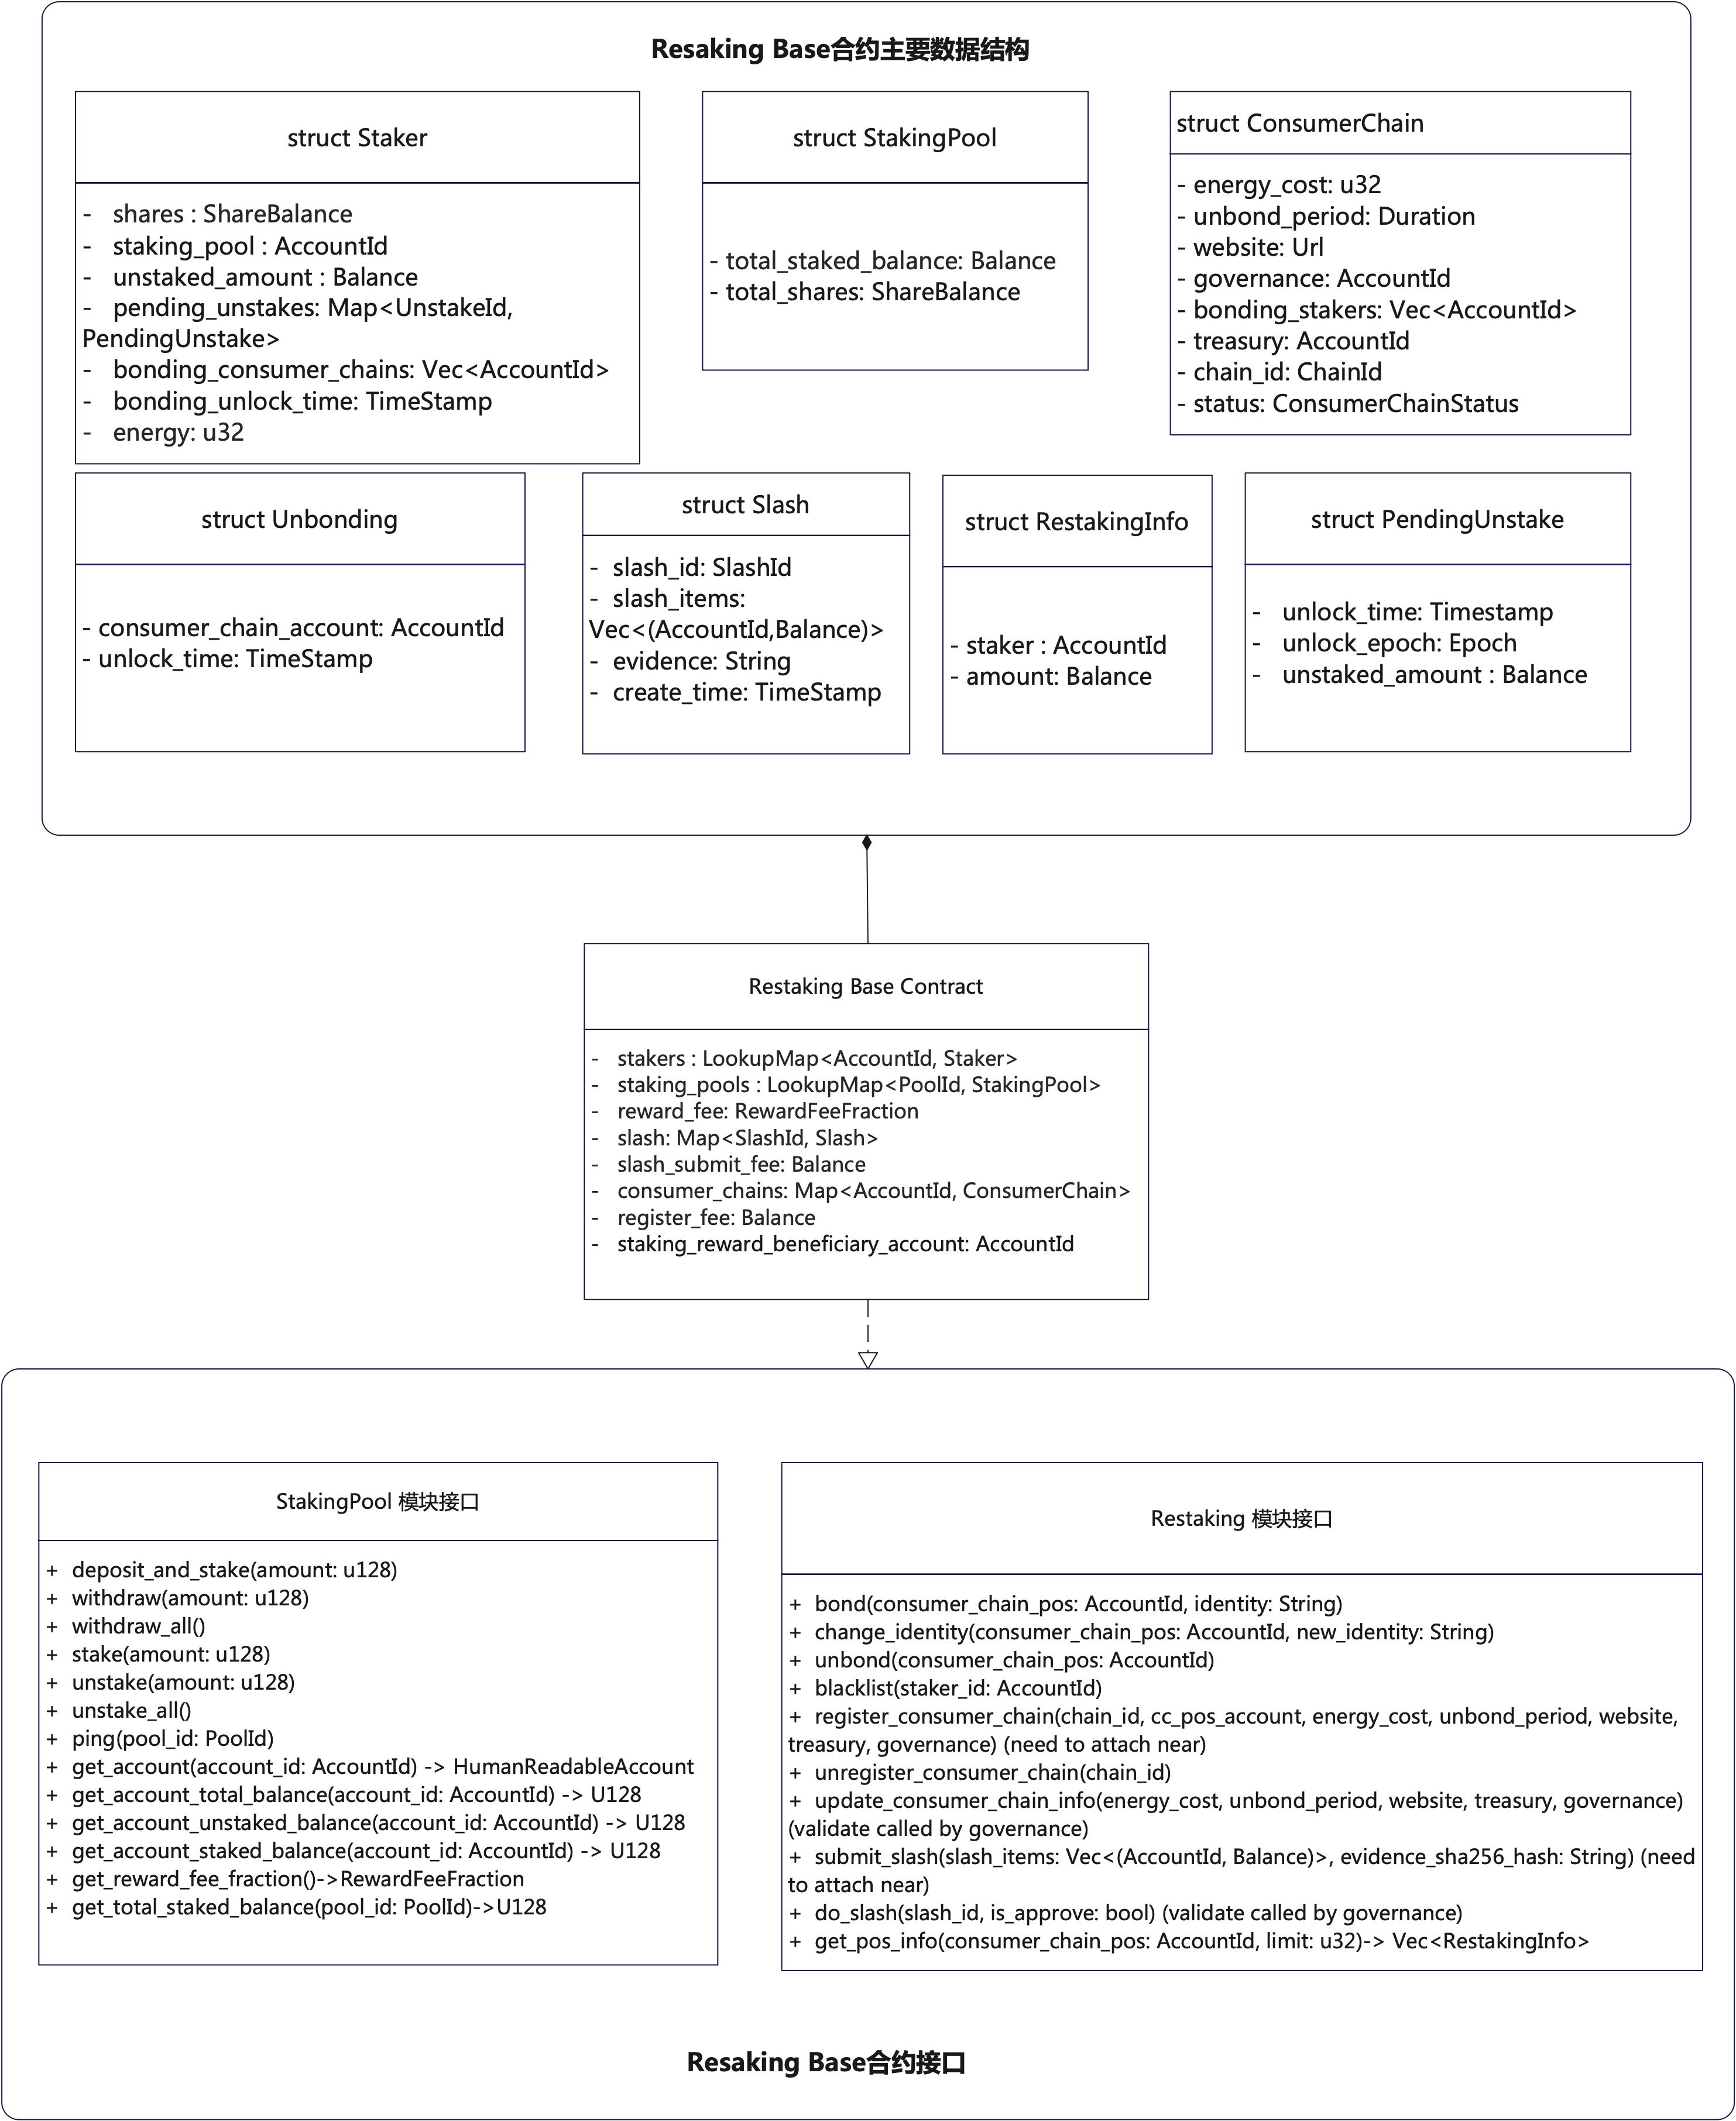 Resaking Base合约主要数据结构
struct Staker
- shares : ShareBalance
- staking_pool : AccountId
- unstaked_amount : Balance
- pending_unstakes: Map<UnstakeId,
PendingUnstake>
- bonding_consumer_chains: Vec<AccountId>
- bonding_unlock_time: TimeStamp
- energy: u32
struct StakingPool
- total_staked_balance: Balance
- total_shares: ShareBalance
struct ConsumerChain
- energy_cost: u32
- unbond_period: Duration
- website: Url
- governance: AccountId
- bonding_stakers: Vec<AccountId>
- treasury: AccountId
- chain_id: ChainId
- status: ConsumerChainStatus
struct Unbonding
- consumer_chain_account: AccountId
- unlock_time: TimeStamp
struct Slash
- slash_id: SlashId
- slash_items:
Vec<(AccountId,Balance)>
- evidence: String
- create_time: TimeStamp
struct RestakingInfo
- staker : AccountId
- amount: Balance
struct PendingUnstake
- unlock_time: Timestamp
- unlock_epoch: Epoch
- unstaked_amount : Balance
Restaking Base Contract
- stakers : LookupMap<AccountId, Staker>
- staking_pools : LookupMap<PoolId, StakingPool>
- reward_fee: RewardFeeFraction
- slash: Map<SlashId, Slash>
- slash_submit_fee: Balance
- consumer_chains: Map<AccountId, ConsumerChain>
- register_fee: Balance
- staking_reward_beneficiary_account: AccountId
StakingPool 模块接口
+ deposit_and_stake(amount: u128)
+ withdraw(amount: u128)
+ withdraw_all()
+ stake(amount: u128)
+ unstake(amount: u128)
+ unstake_all()
+ ping(pool_id: PoolId)
+ get_account(account_id: AccountId) -> HumanReadableAccount
+ get_account_total_balance(account_id: AccountId) -> U128
+ get_account_unstaked_balance(account_id: AccountId) -> U128
+ get_account_staked_balance(account_id: AccountId) -> U128
+ get_reward_fee_fraction()->RewardFeeFraction
+ get_total_staked_balance(pool_id: PoolId)->U128
Restaking 模块接口
+ bond(consumer_chain_pos: AccountId, identity: String)
+ change_identity(consumer_chain_pos: AccountId, new_identity: String)
+ unbond(consumer_chain_pos: AccountId)
+ blacklist(staker_id: AccountId)
+ register_consumer_chain(chain_id, cc_pos_account, energy_cost, unbond_period, website,
treasury, governance) (need to attach near)
+ unregister_consumer_chain(chain_id)
+ update_consumer_chain_info(energy_cost, unbond_period, website, treasury, governance)
(validate called by governance)
+ submit_slash(slash_items: Vec<(AccountId, Balance)>, evidence_sha256_hash: String) (need
to attach near)
+ do_slash(slash_id, is_approve: bool) (validate called by governance)
+ get_pos_info(consumer_chain_pos: AccountId, limit: u32)-> Vec<RestakingInfo>
Resaking Base合约接口